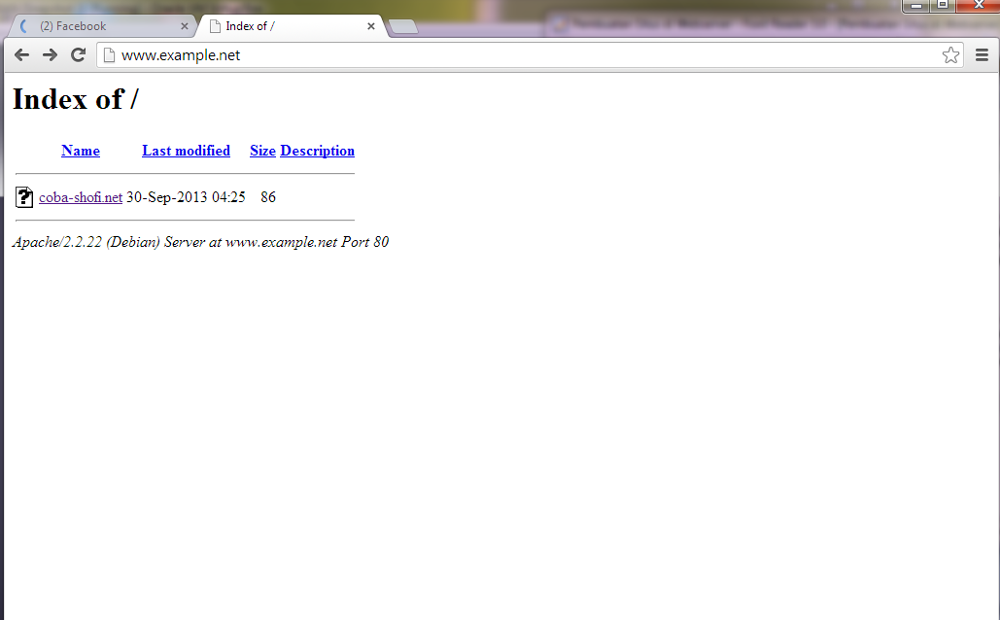 (2) Facebook
Index of /
www.example.net
Index of /
Name Last modified Size Description
coba-shofi.net 30-Sep-2013 04:25 86
Apache/2.2.22 (Debian) Server at www.example.net Port 80